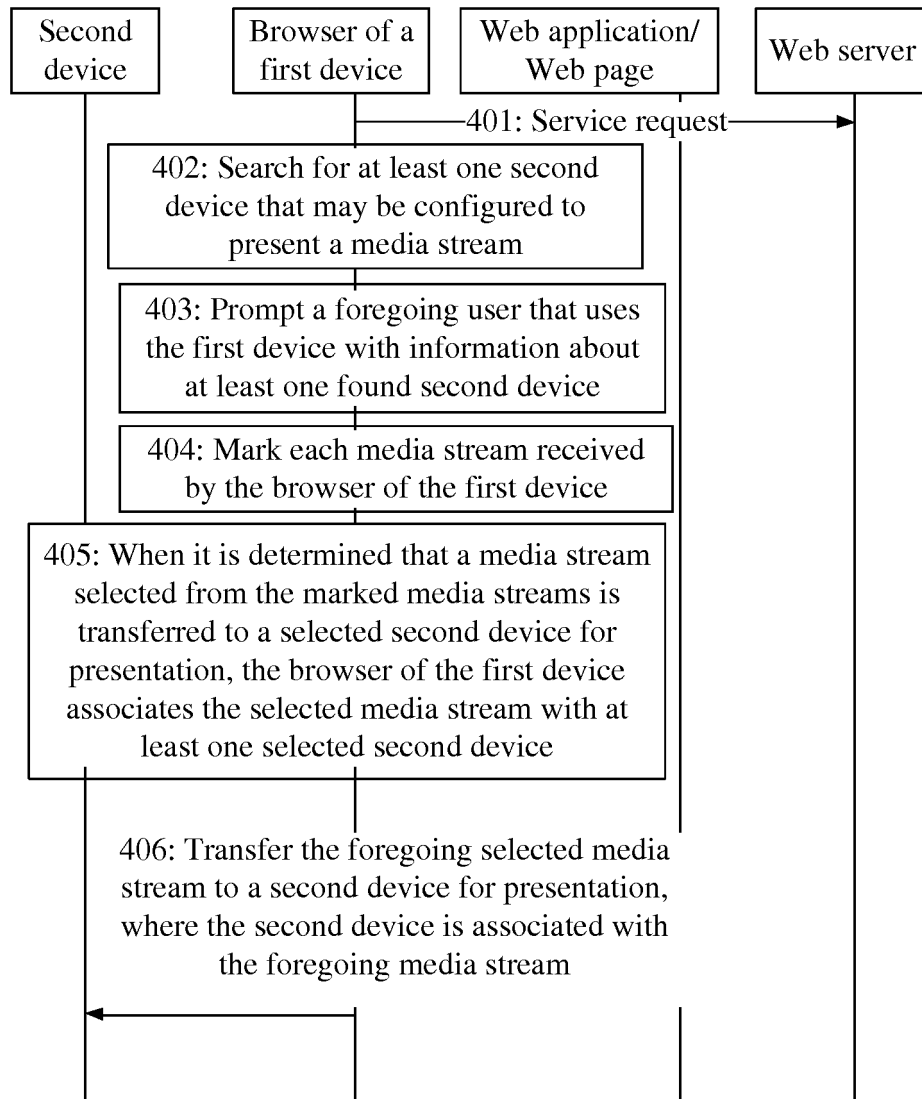 Second
device
Browser of a
first device
Web application/
Web page
Web server
401: Service request
402: Search for at least one second
device that may be configured to
present a media stream
403: Prompt a foregoing user that uses
the first device with information about
at least one found second device
404: Mark each media stream received
by the browser of the first device
405: When it is determined that a media stream
selected from the marked media streams is
transferred to a selected second device for
presentation, the browser of the first device
associates the selected media stream with at
least one selected second device
406: Transfer the foregoing selected media
stream to a second device for presentation,
where the second device is associated with
the foregoing media stream